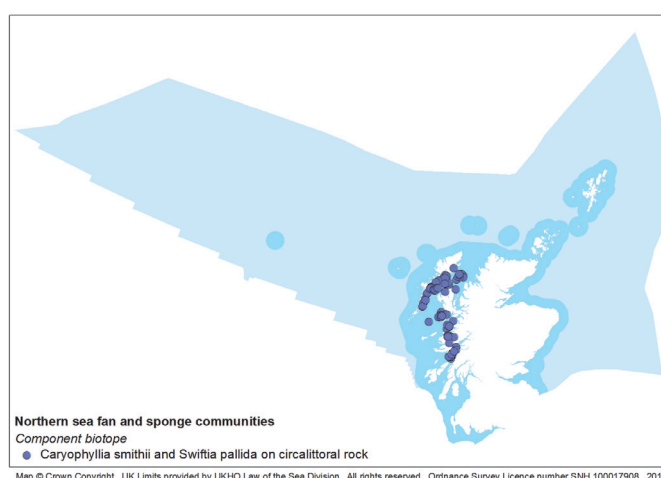 Northern sea fan and sponge communities
Component biotope
Caryophyllia smithii and Swiftia pallida on circalittoral rock
Map © Crown Copyright. UK Limits provided by UKHO Law of the Sea Division. All rights reserved. Ordnance Survey Licence number SNH 100017908 201